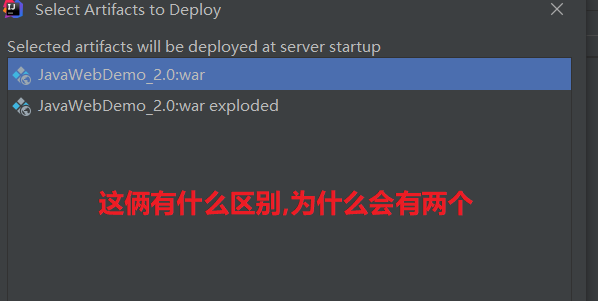 Select Artifacts to Deploy
Selected artifacts will be deployed at server startup
JavaWebDemo_2.0:war
JavaWebDemo_2.0:war exploded
这俩有什么区别,为什么会有两个